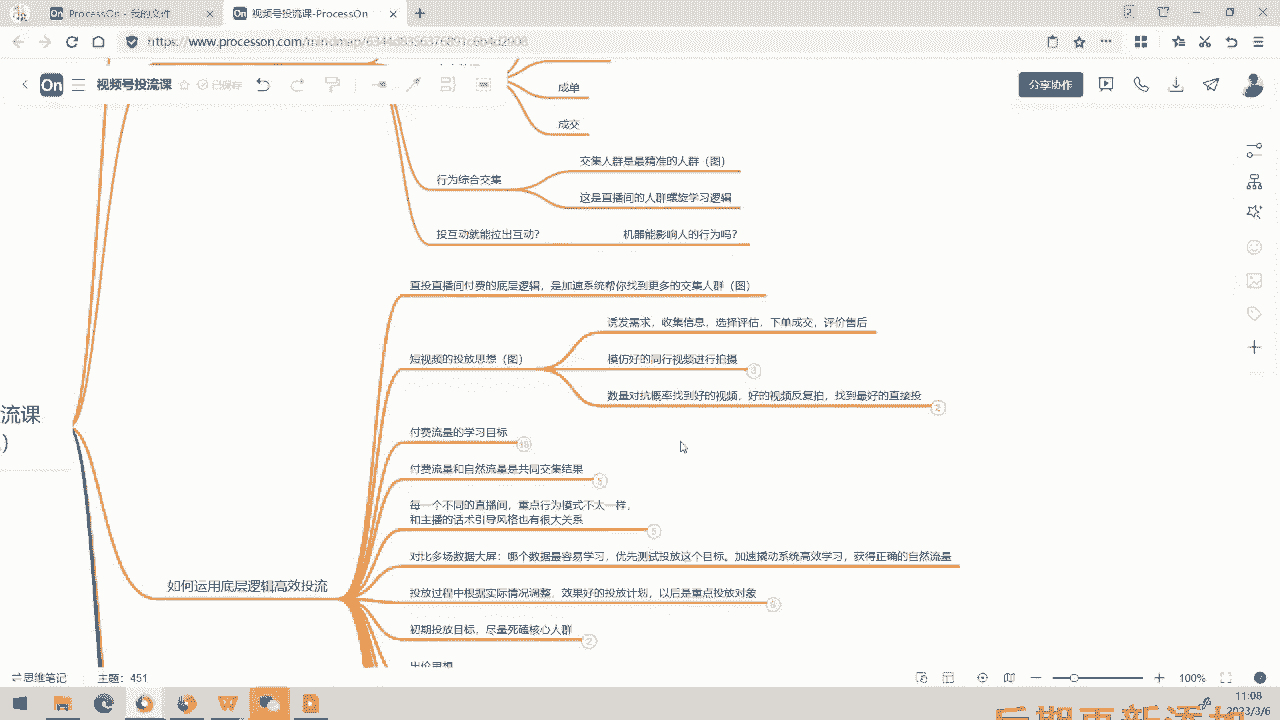 ProcessOn - 我的文件
视频号投流课-ProcessOn
https://www.processon.com/mindmap/
视频号投流课
已保存
分享协作
成单
成交
行为综合交集
交集人群是最精准的人群（图）
这是直播间的人群螺旋学习逻辑
投互动就能拉出互动？
机器能影响人的行为吗？
直投直播间付费的底层逻辑，是加速系统帮你找到更多的交集人群（图）
短视频的投放思想（图）
诱发需求，收集信息，选择评估，下单成交，评价售后
模仿好的同行视频进行拍摄
数量对抗概率找到好的视频，好的视频反复拍，找到最好的直接投
流课
）
付费流量的学习目标
付费流量和自然流量是共同交集结果
每一个不同的直播间，重点行为模式不太一样，
和主播的话术引导风格也有很大关系
对比多场数据大屏：哪个数据最容易学习，优先测试投放这个目标。加速撬动系统高效学习，获得正确的自然流量
如何运用底层逻辑高效投流
投放过程中根据实际情况调整，效果好的投放计划，以后是重点投放对象
初期投放目标，尽量死磕核心人群
出价思想
思维笔记
主题：451
100%
11:08
2023/3/6